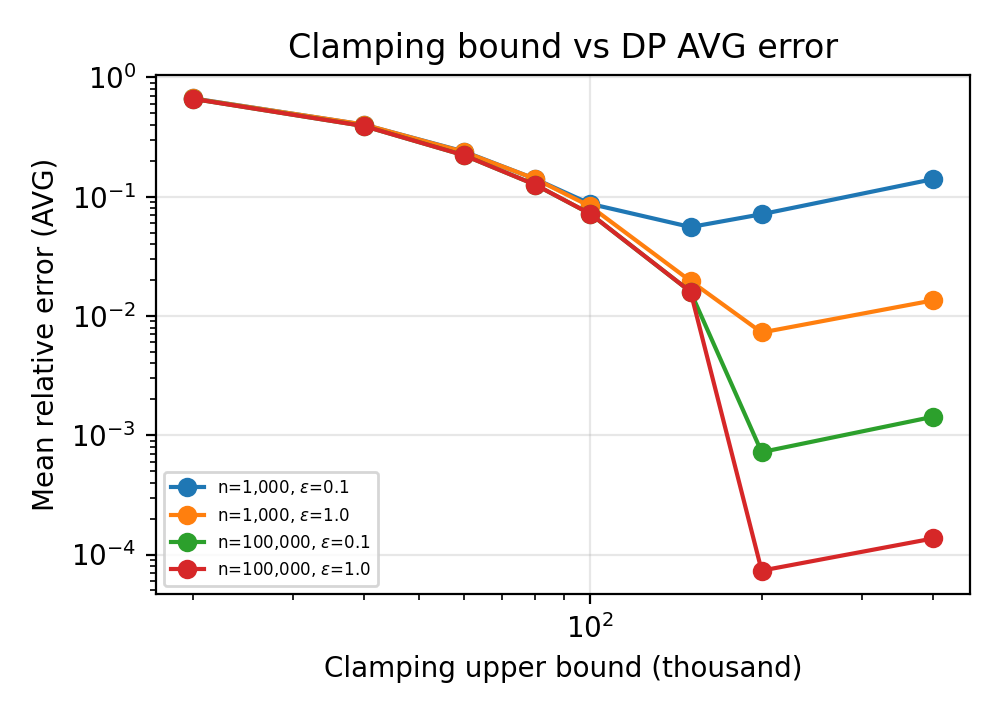 Clamping bound vs DP AVG error
Mean relative error (AVG)
10⁰
10⁻¹
10⁻²
10⁻³
10⁻⁴
n=1,000, ε=0.1
n=1,000, ε=1.0
n=100,000, ε=0.1
n=100,000, ε=1.0
10²
Clamping upper bound (thousand)